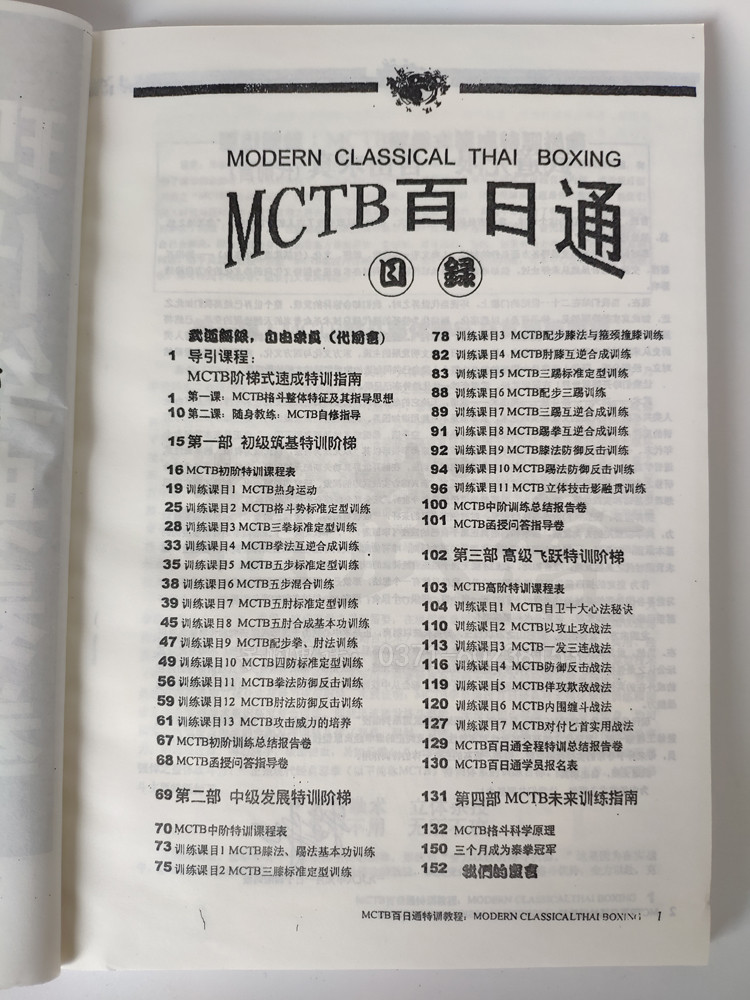 MODERN CLASSICAL THAI BOXING
MCTB百日通
目录
武道无限，自由求真（代前言）
1 导引课程：
MCTB阶梯式速成特训指南
1 第一课：MCTB格斗整体特征及其指导思想
10 第二课：随身教练：MCTB自修指导
15 第一部 初级筑基特训阶梯
16 MCTB初阶特训课程表
19 训练课目1 MCTB热身运动
25 训练课目2 MCTB格斗势标准定型训练
28 训练课目3 MCTB三拳标准定型训练
33 训练课目4 MCTB拳法互逆合成训练
35 训练课目5 MCTB五步标准定型训练
38 训练课目6 MCTB五步混合训练
39 训练课目7 MCTB五肘标准定型训练
45 训练课目8 MCTB五肘合成基本功训练
47 训练课目9 MCTB配步拳、肘法训练
49 训练课目10 MCTB四防标准定型训练
56 训练课目11 MCTB拳法防御反击训练
59 训练课目12 MCTB肘法防御反击训练
61 训练课目13 MCTB攻击威力的培养
67 MCTB初阶训练总结报告卷
68 MCTB函授问答指导卷
69 第二部 中级发展特训阶梯
70 MCTB中阶特训课程表
73 训练课目1 MCTB膝法、踢法基本功训练
75 训练课目2 MCTB三膝标准定型训练
78 训练课目3 MCTB配步膝法与箍颈撞膝训练
82 训练课目4 MCTB肘膝互逆合成训练
83 训练课目5 MCTB三踢标准定型训练
88 训练课目6 MCTB配步三踢训练
89 训练课目7 MCTB三踢互逆合成训练
91 训练课目8 MCTB踢拳互逆合成训练
92 训练课目9 MCTB膝法防御反击训练
94 训练课目10 MCTB踢法防御反击训练
96 训练课目11 MCTB立体技击影融贯训练
100 MCTB中阶训练总结报告卷
101 MCTB函授问答指导卷
102 第三部 高级飞跃特训阶梯
103 MCTB高阶特训课程表
104 训练课目1 MCTB自卫十大心法秘诀
110 训练课目2 MCTB以攻止攻战法
113 训练课目3 MCTB一发三连战法
116 训练课目4 MCTB防御反击战法
119 训练课目5 MCTB佯攻欺敌战法
120 训练课目6 MCTB内围缠斗战法
127 训练课目7 MCTB对付匕首实用战法
129 MCTB百日通全程特训总结报告卷
130 MCTB百日通学员报名表
131 第四部 MCTB未来训练指南
132 MCTB格斗科学原理
150 三个月成为泰拳冠军
152 我们的宣言
MCTB百日通特训教程：MODERN CLASSICAL THAI BOXING 1